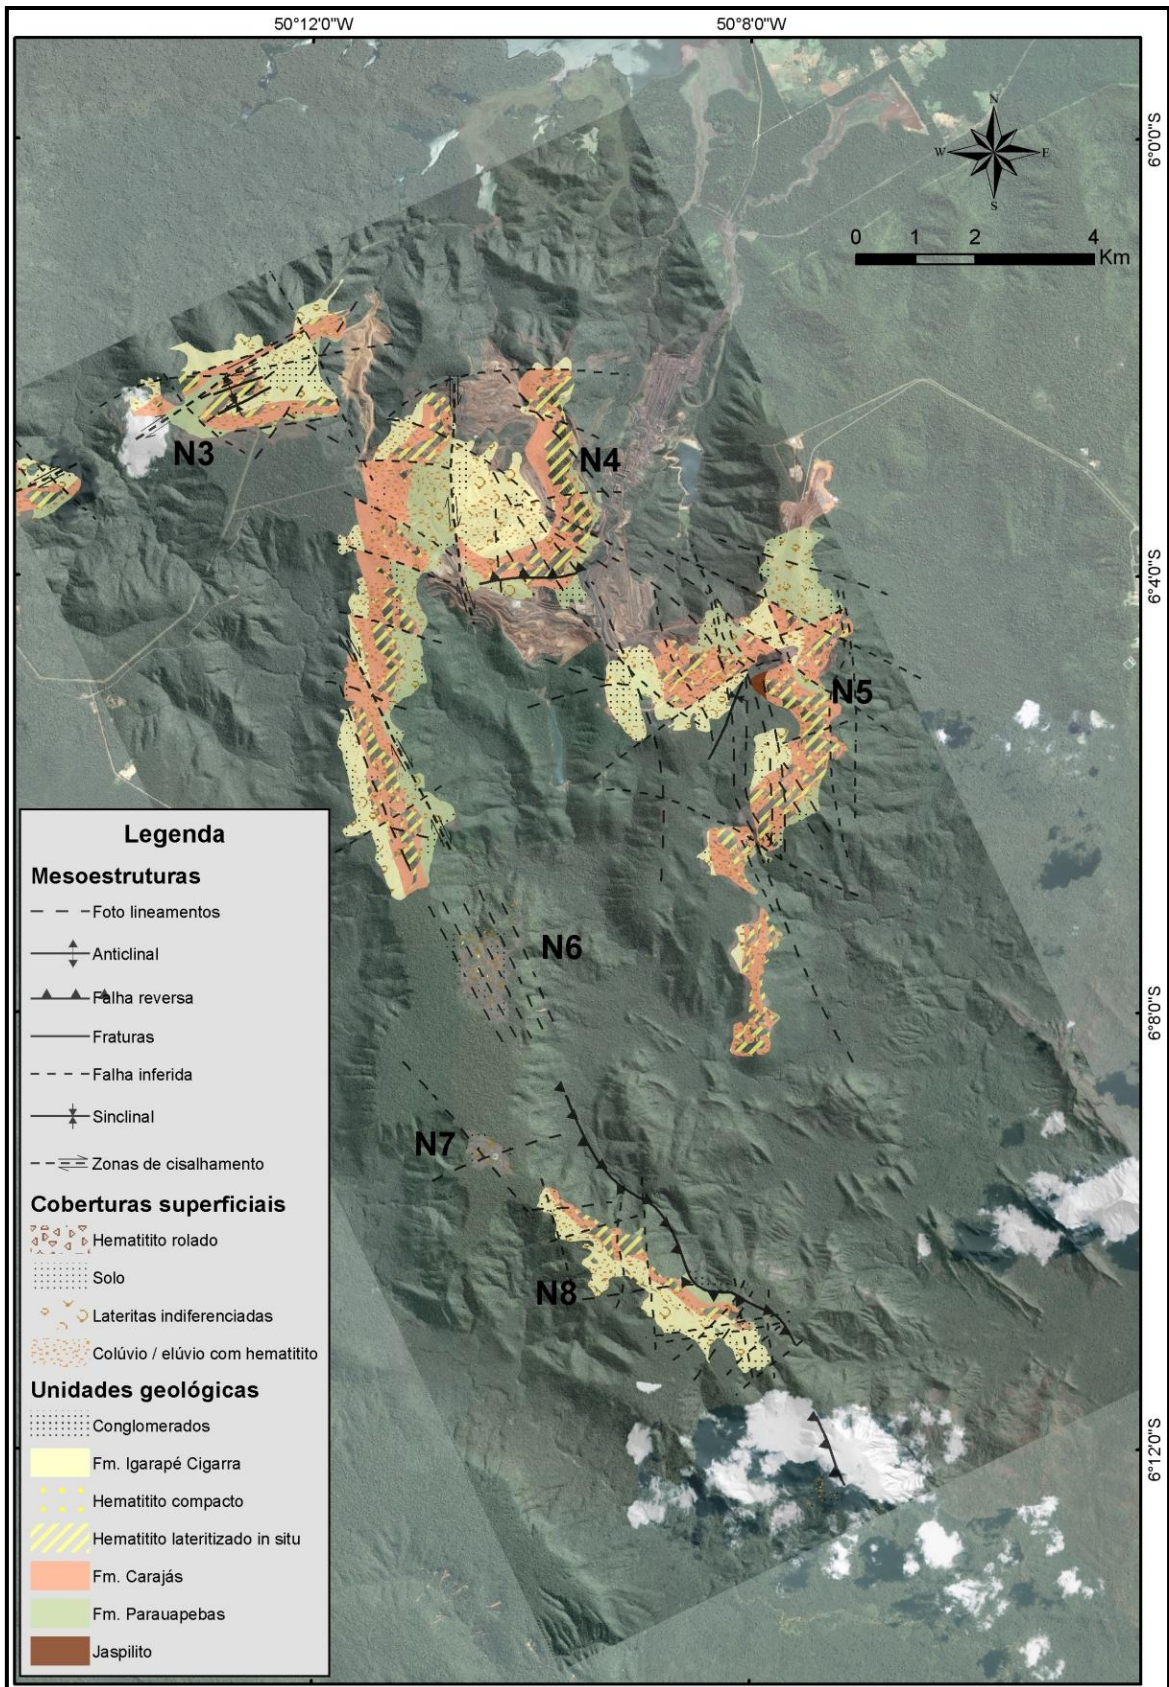 50°12'0"W
50°8'0"W
N
W
E
S
0 1 2 4
Km
6°0'0"S
N3
N4
6°4'0"S
N5
N6
6°8'0"S
N7
N8
6°12'0"S
Legenda
Mesoestruturas
Foto lineamentos
Anticlinal
Falha reversa
Fraturas
Falha inferida
Sinclinal
Zonas de cisalhamento
Coberturas superficiais
Hematitito rolado
Solo
Lateritas indiferenciadas
Colúvio / elúvio com hematitito
Unidades geológicas
Conglomerados
Fm. Igarapé Cigarra
Hematitito compacto
Hematitito lateritizado in situ
Fm. Carajás
Fm. Parauapebas
Jaspilito